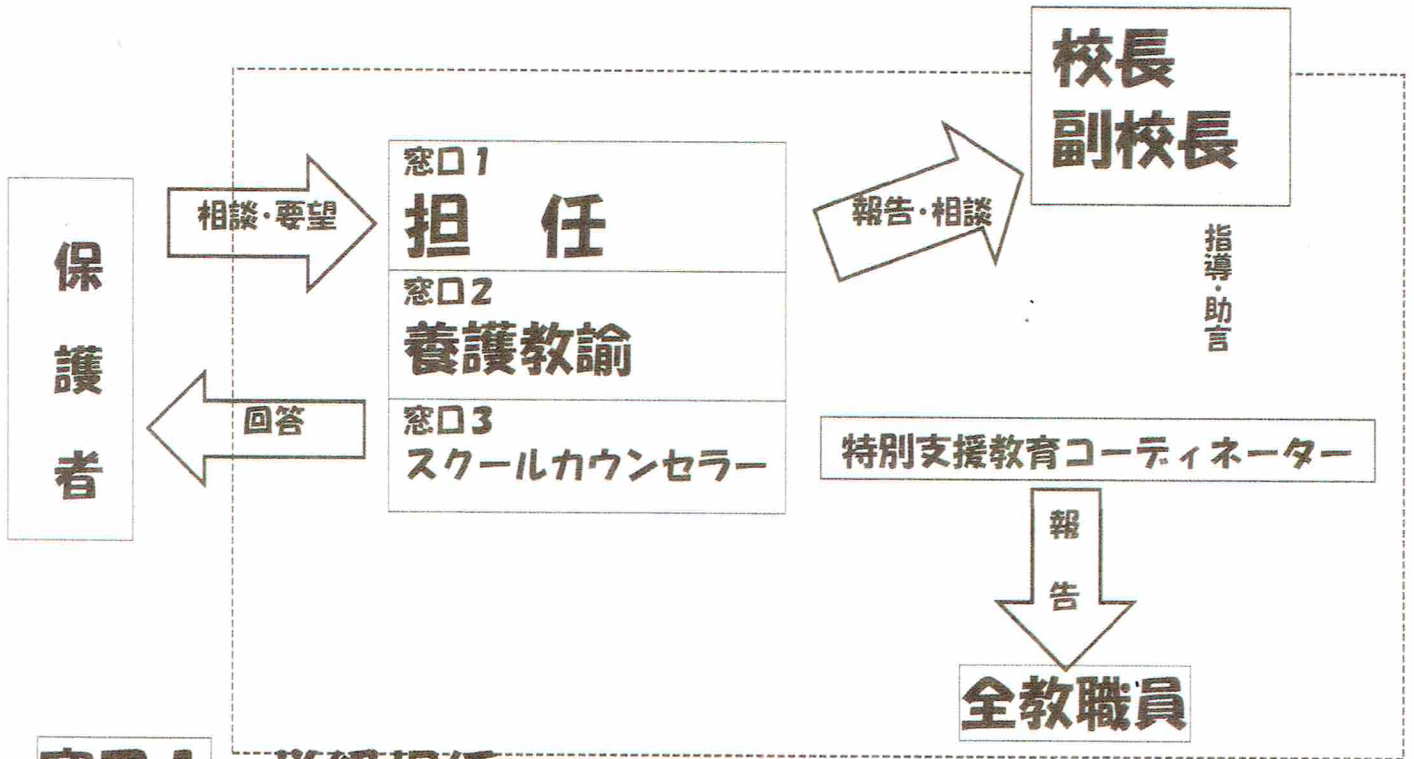 校長
副校長
保護者
相談・要望
窓口1
担 任
窓口2
養護教諭
窓口3
スクールカウンセラー
回答
報告・相談
指導・助言
特別支援教育コーディネーター
報告
全教職員